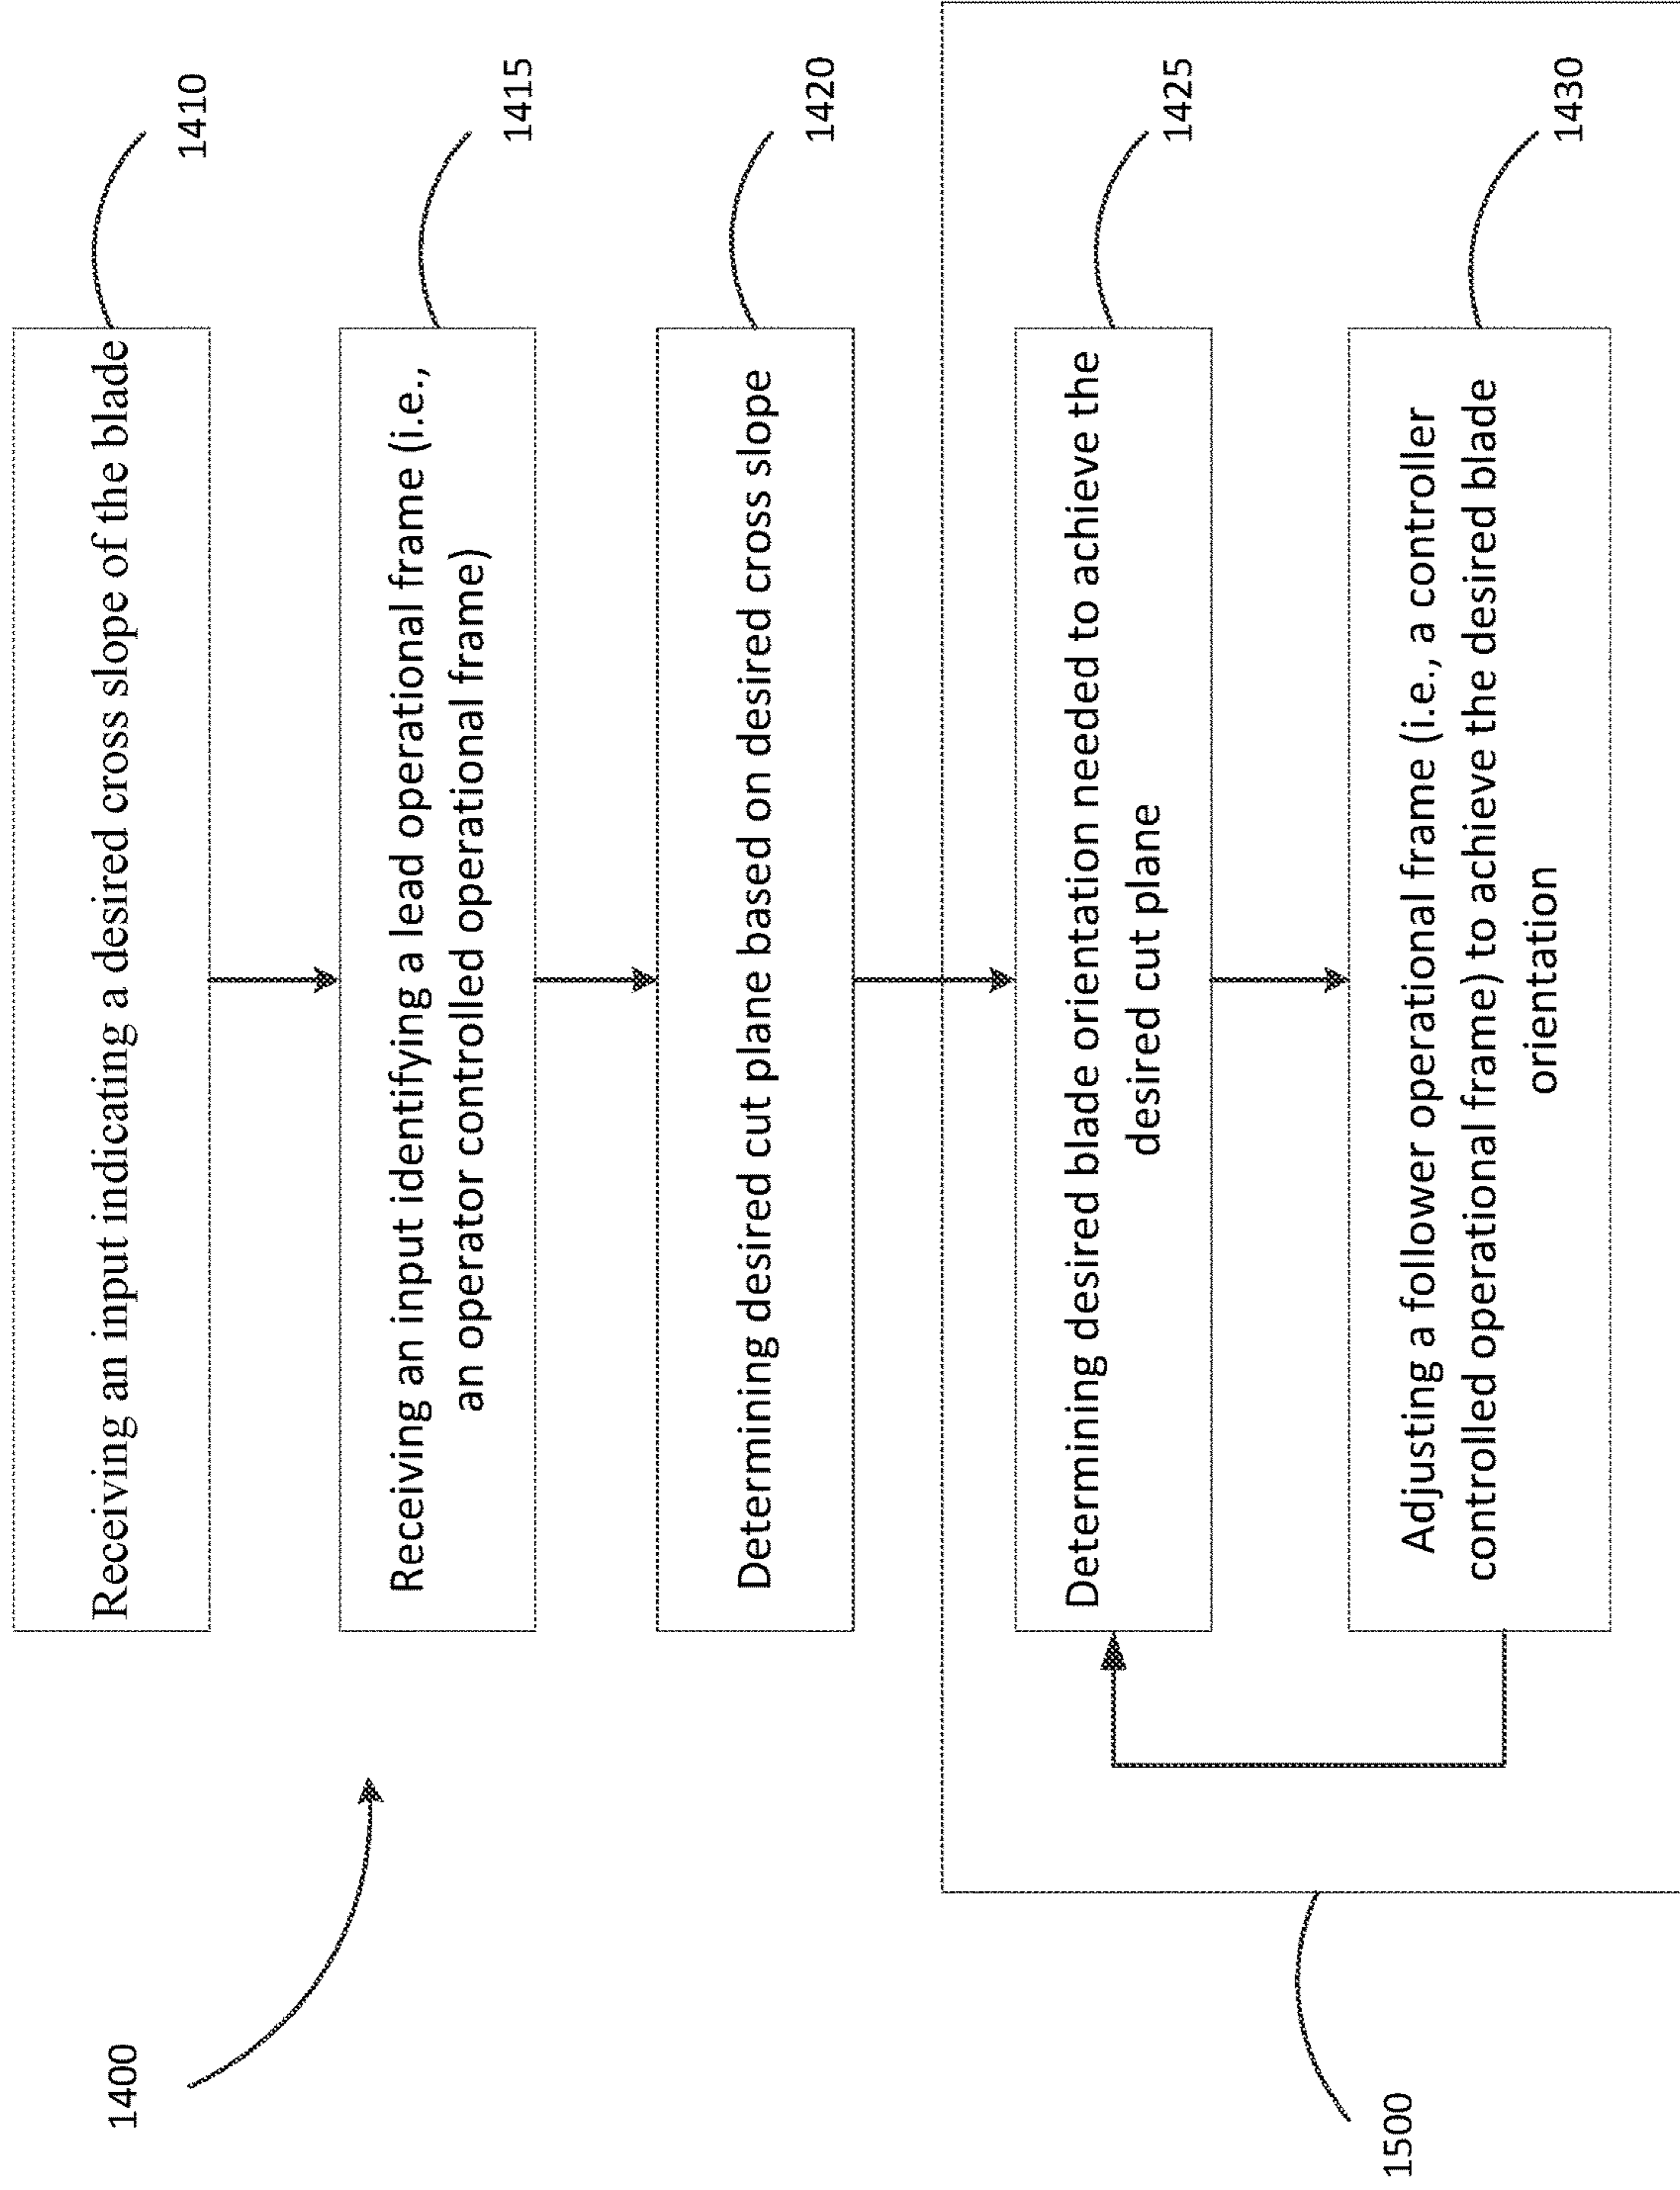 1400
Receiving an input indicating a desired cross slope of the blade
1410
Receiving an input identifying a lead operational frame (i.e.,
an operator controlled operational frame)
1415
Determining desired cut plane based on desired cross slope
1420
Determining desired blade orientation needed to achieve the
desired cut plane
1425
Adjusting a follower operational frame (i.e., a controller
controlled operational frame) to achieve the desired blade
orientation
1430
1500